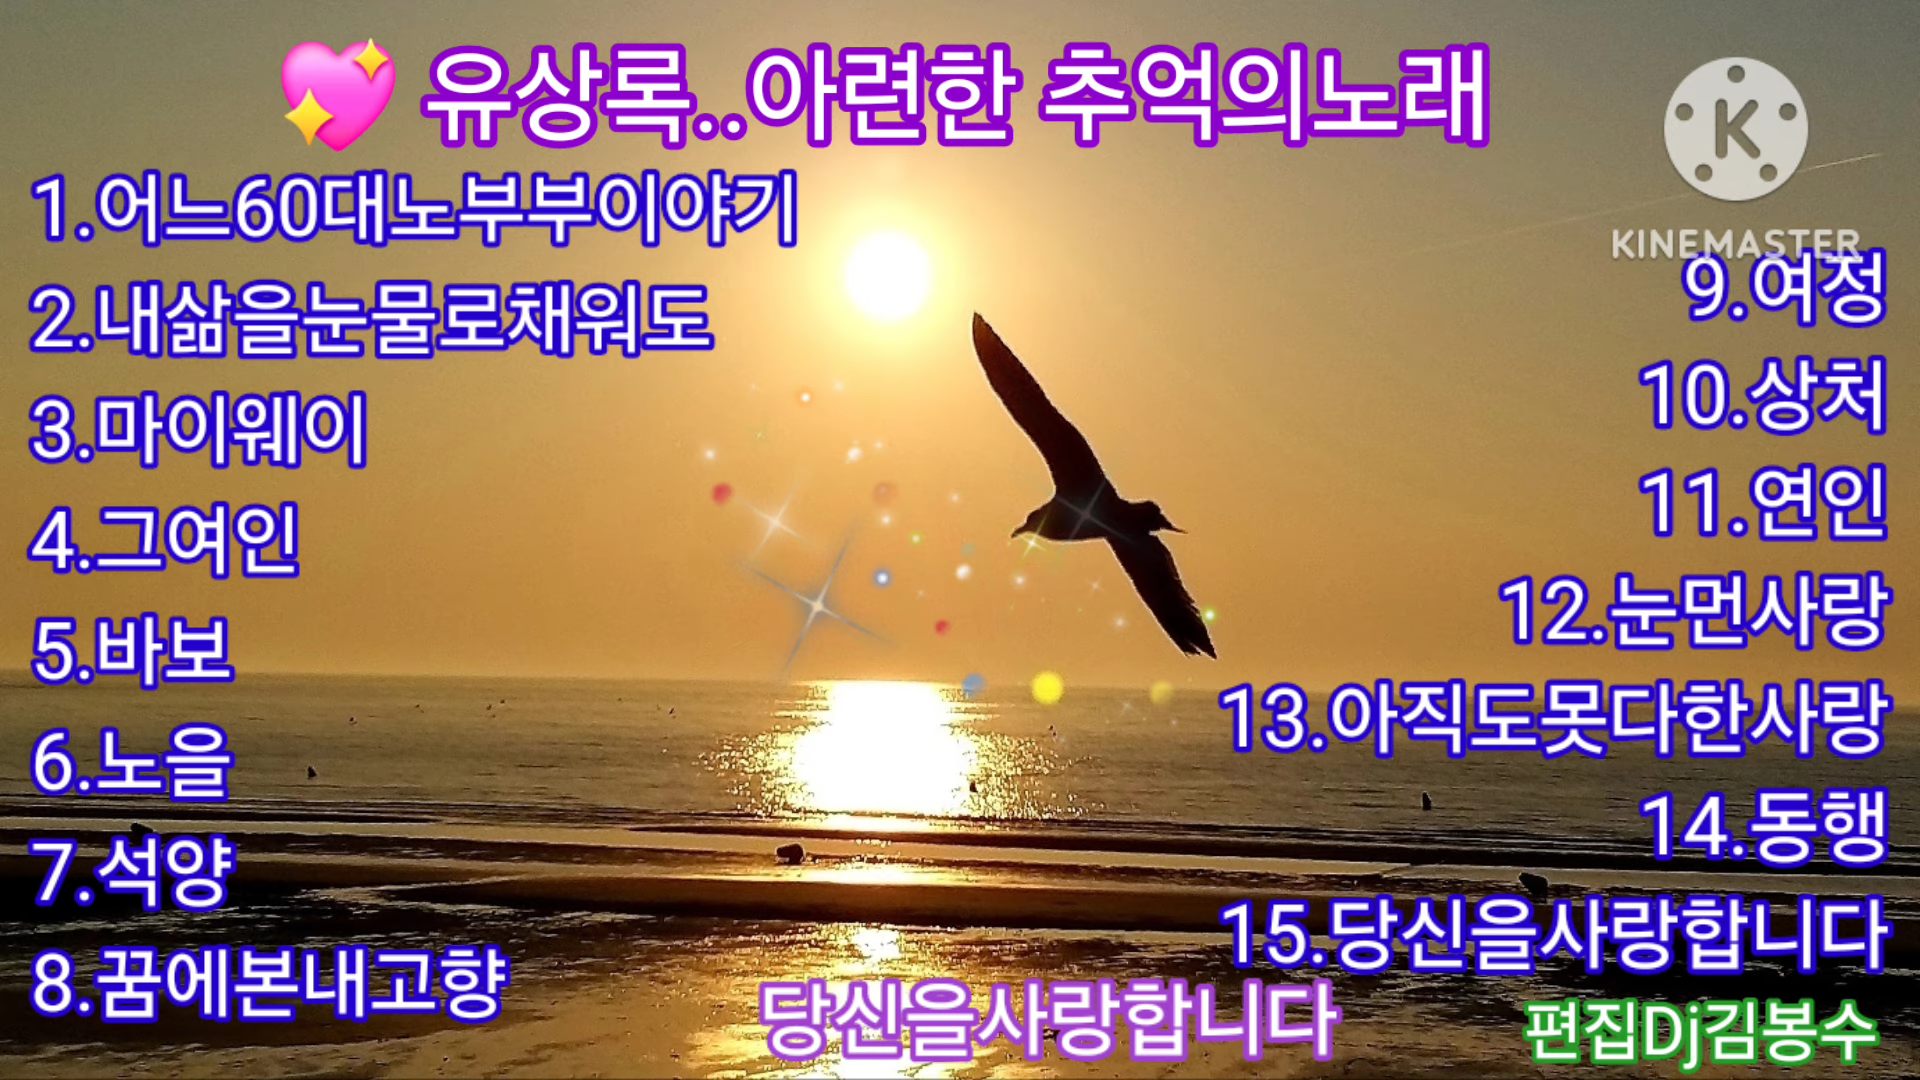 💖 유상록..아련한 추억의노래
1.어느60대노부부이야기
2.내삶을눈물로채워도
3.마이웨이
4.그여인
5.바보
6.노을
7.석양
8.꿈에본내고향
K
KINEMASTER
9.여정
10.상처
11.연인
12.눈먼사랑
13.아직도못다한사랑
14.동행
15.당신을사랑합니다
당신을사랑합니다
편집Dj김봉수